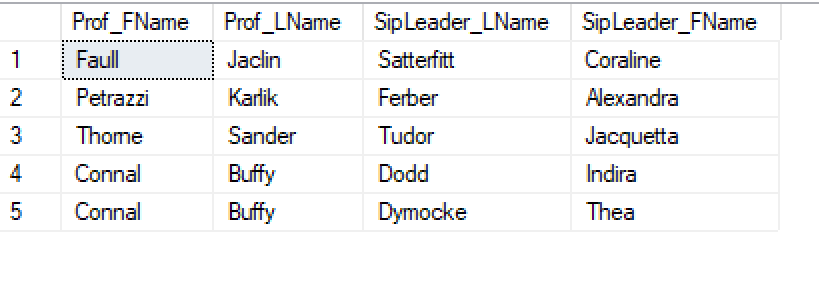 Prof_FName Prof_LName SipLeader_LName SipLeader_FName
1 Faull Jaclin Satterfitt Coraline
2 Petrazzi Karlik Ferber Alexandra
3 Thorne Sander Tudor Jacquetta
4 Connal Buffy Dodd Indira
5 Connal Buffy Dymocke Thea